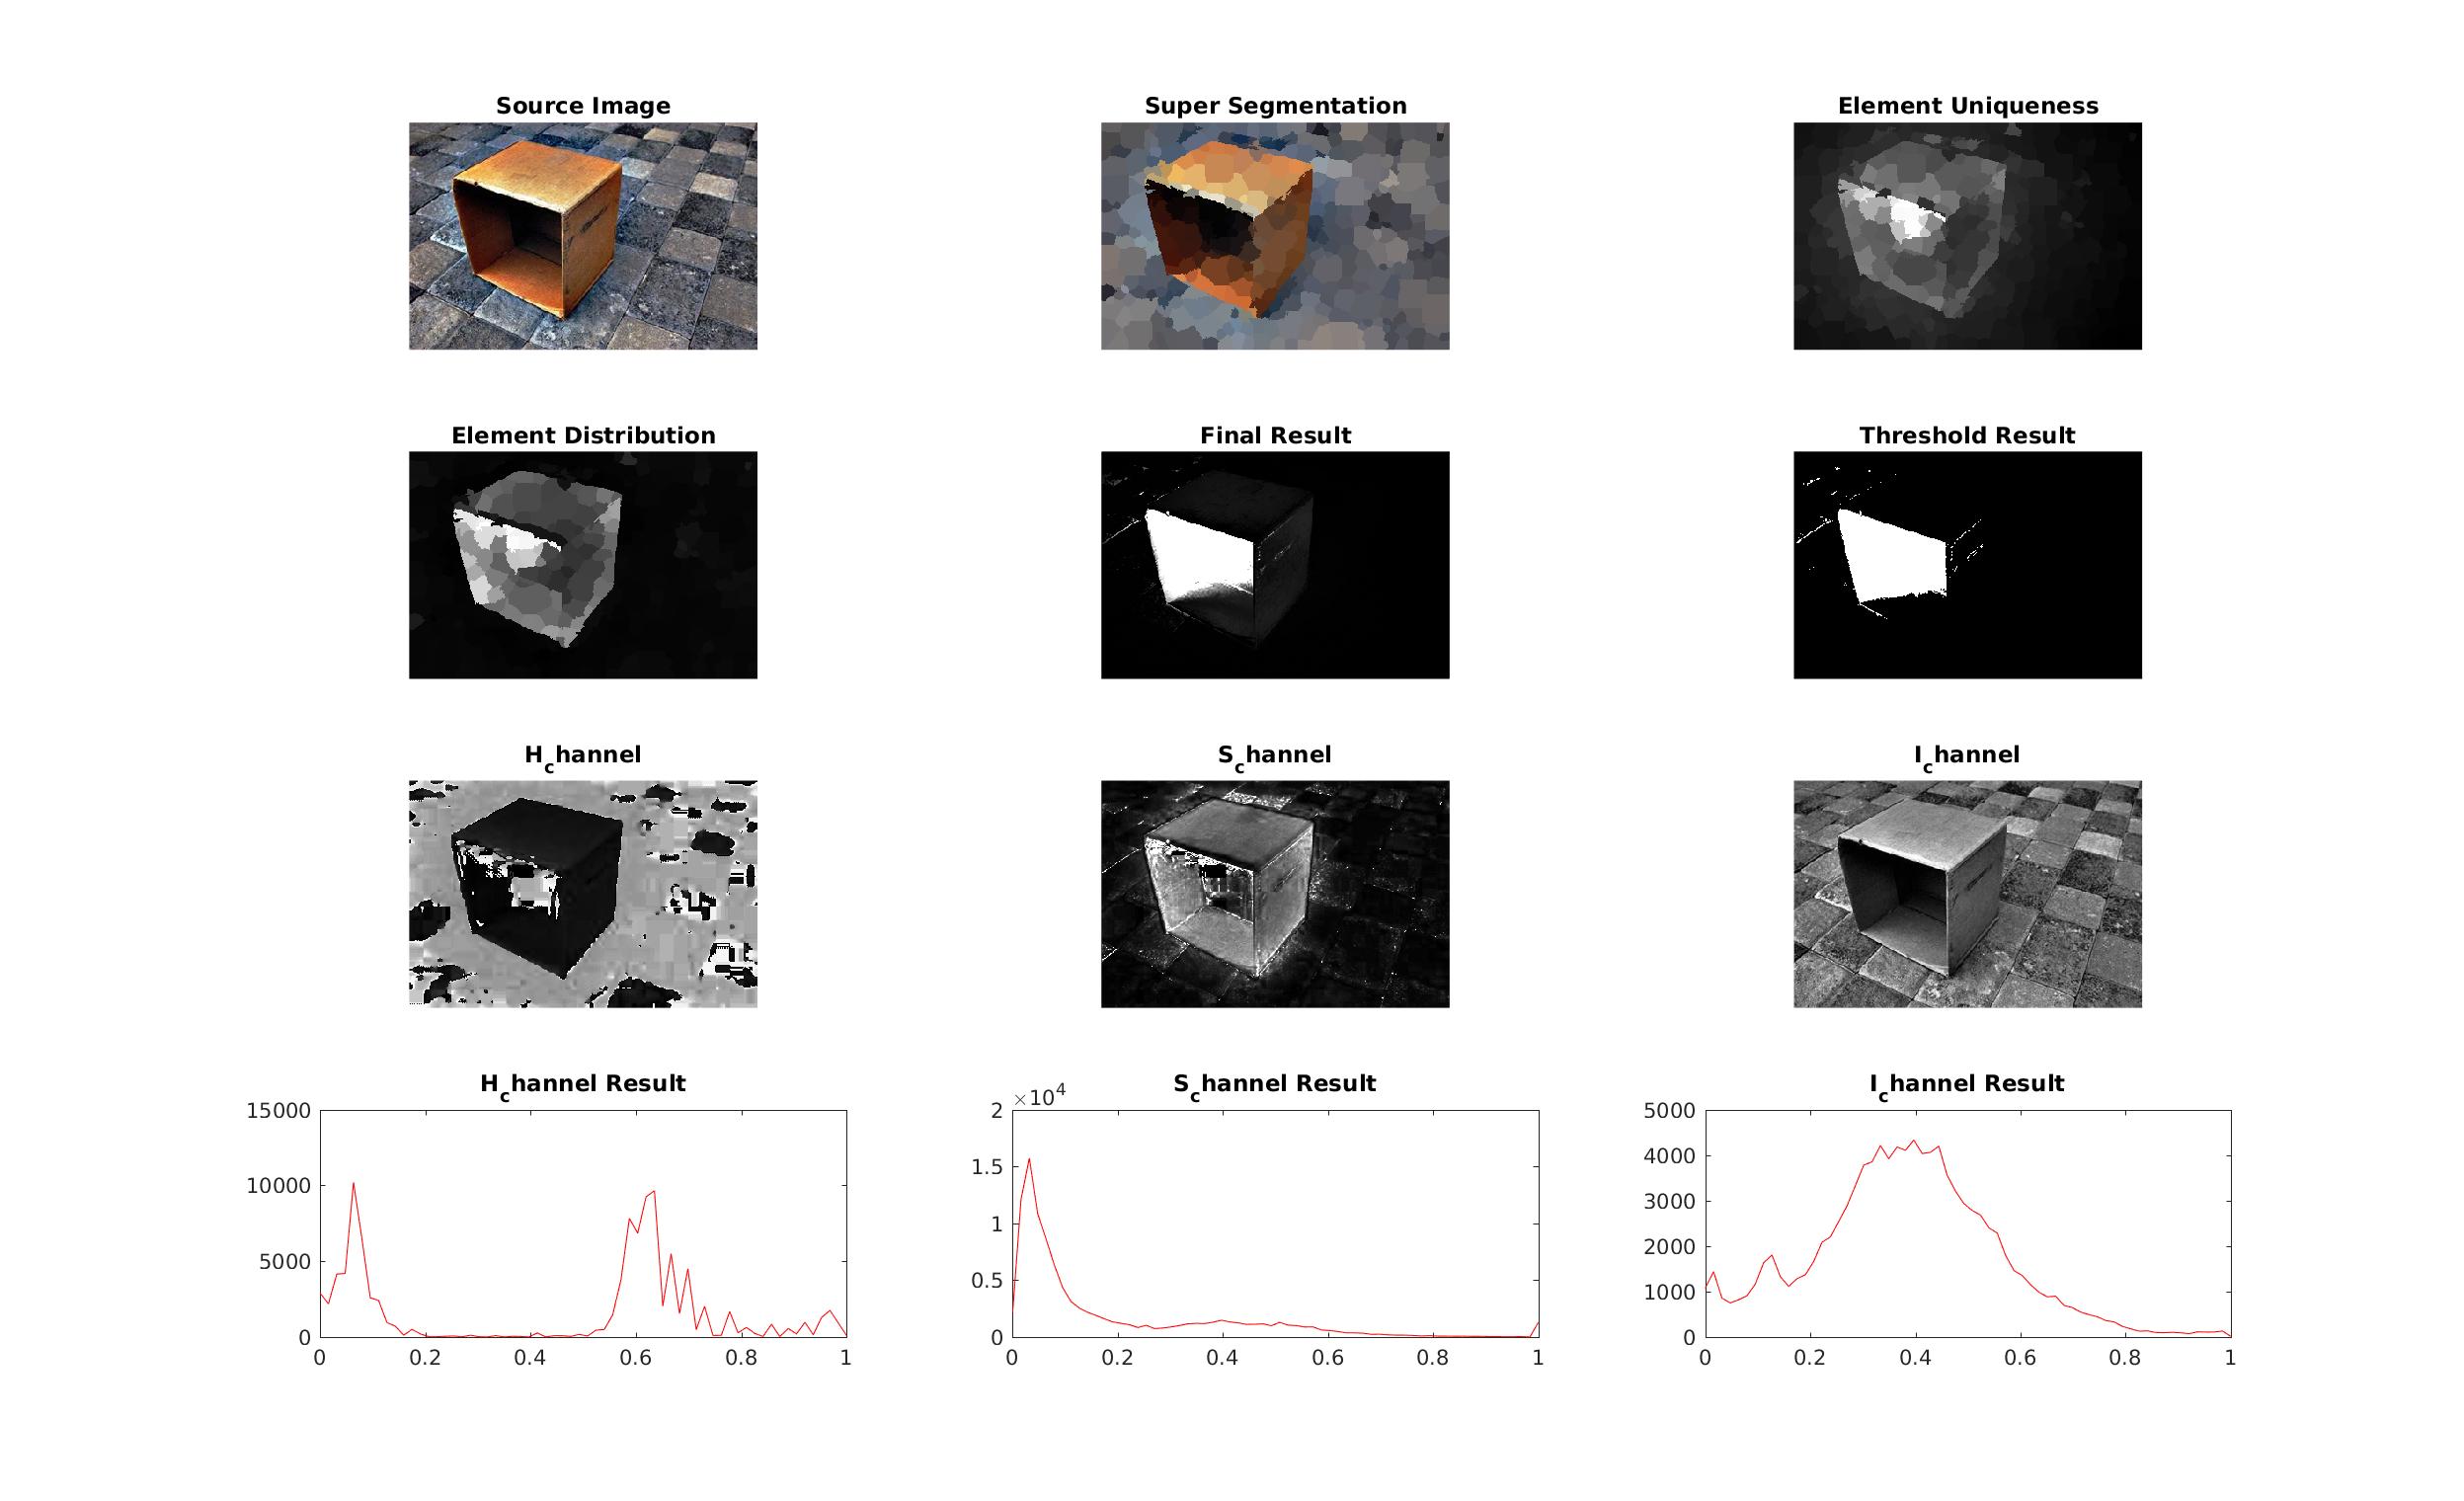 Source Image
Super Segmentation
Element Uniqueness
Element Distribution
Final Result
Threshold Result
H_channel
S_channel
I_channel
H_channel Result
15000
10000
5000
0
0 0.2 0.4 0.6 0.8 1
S_channel Result
×10^4
2
1.5
1
0.5
0
0 0.2 0.4 0.6 0.8 1
I_channel Result
5000
4000
3000
2000
1000
0
0 0.2 0.4 0.6 0.8 1